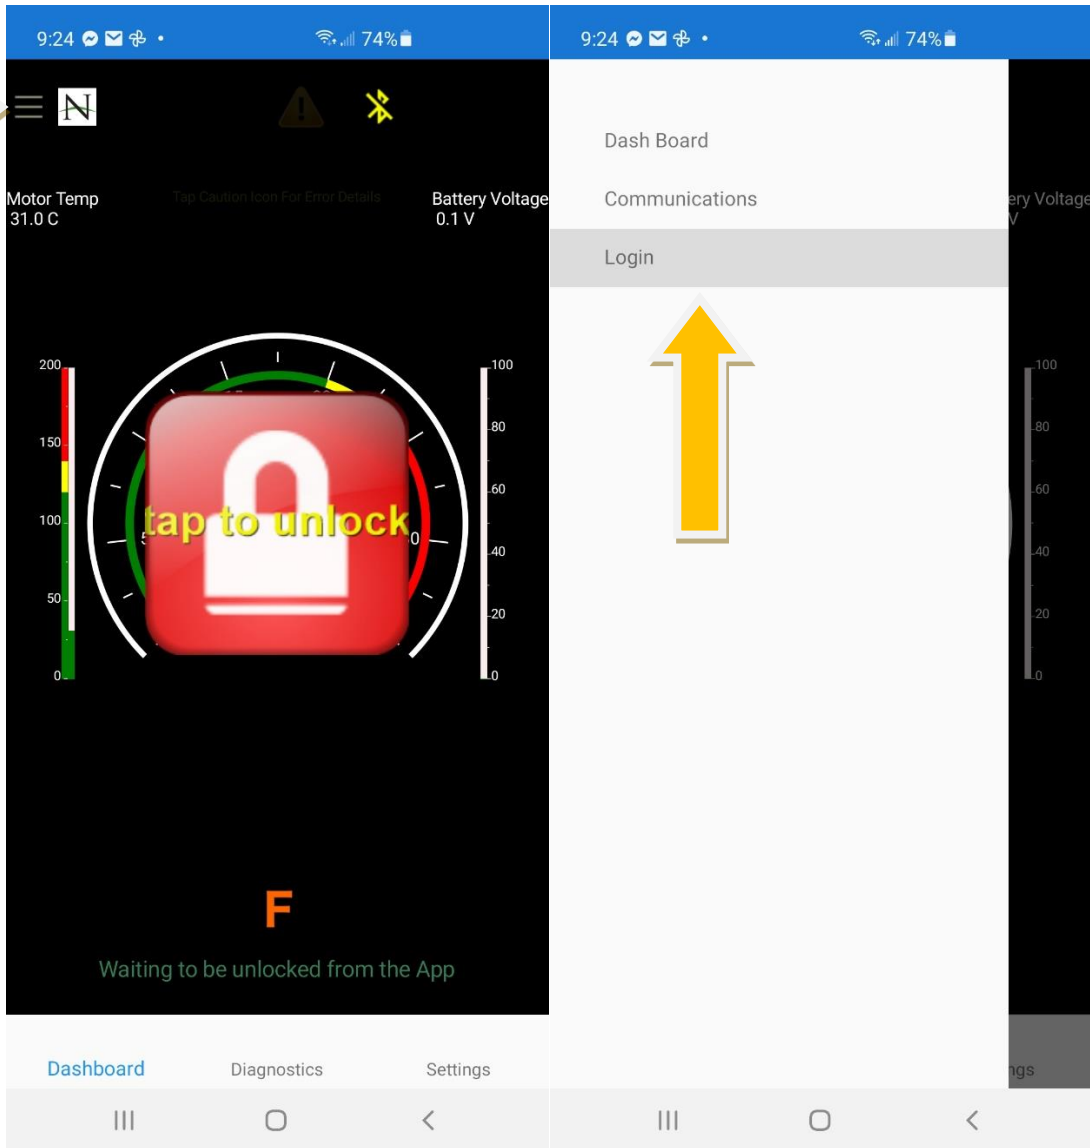 9:24
74%
N
Motor Temp
31.0 C
Tap Caution Icon For Error Details
Battery Voltage
0.1 V
200
150
100
50
0
100
80
60
40
20
0
tap to unlock
F
Waiting to be unlocked from the App
Dashboard
Diagnostics
Settings
9:24
74%
Dash Board
Communications
Login
ery Voltage
V
100
80
60
40
20
0
ngs